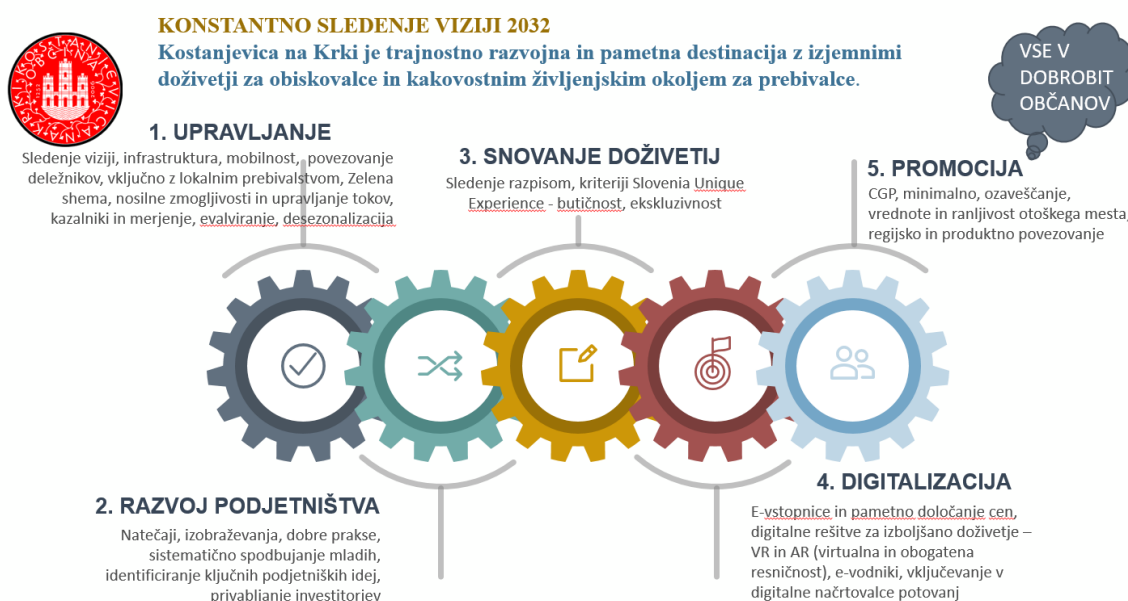 KONSTANTNO SLEDENJE VIZIJI 2032
Kostanjevica na Krki je trajnostno razvojna in pametna destinacija z izjemnimi
doživetji za obiskovalce in kakovostnim življenjskim okoljem za prebivalce.
VSE V
DOBROBIT
OBČANOV
1. UPRAVLJANJE
Sledenje viziji, infrastruktura, mobilnost, povezovanje
deležnikov, vključno z lokalnim prebivalstvom, Zelena
shema, nosilne zmogljivosti in upravljanje tokov,
kazalniki in merjenje, evalviranje, desezonalizacija
3. SNOVANJE DOŽIVETIJ
Sledenje razpisom, kriteriji Slovenia Unique
Experience - butičnost, ekskluzivnost
5. PROMOCIJA
CGP, minimalno, ozaveščanje,
vrednote in ranljivost otoškega mesta,
regijsko in produktno povezovanje
2. RAZVOJ PODJETNIŠTVA
Natečaji, izobraževanja, dobre prakse,
sistematično spodbujanje mladih,
identificiranje ključnih podjetniških idej,
privabljanje investitorjev
4. DIGITALIZACIJA
E-vstopnice in pametno določanje cen,
digitalne rešitve za izboljšano doživetje –
VR in AR (virtualna in obogatena
resničnost), e-vodniki, vključevanje v
digitalne načrtovalce potovanj